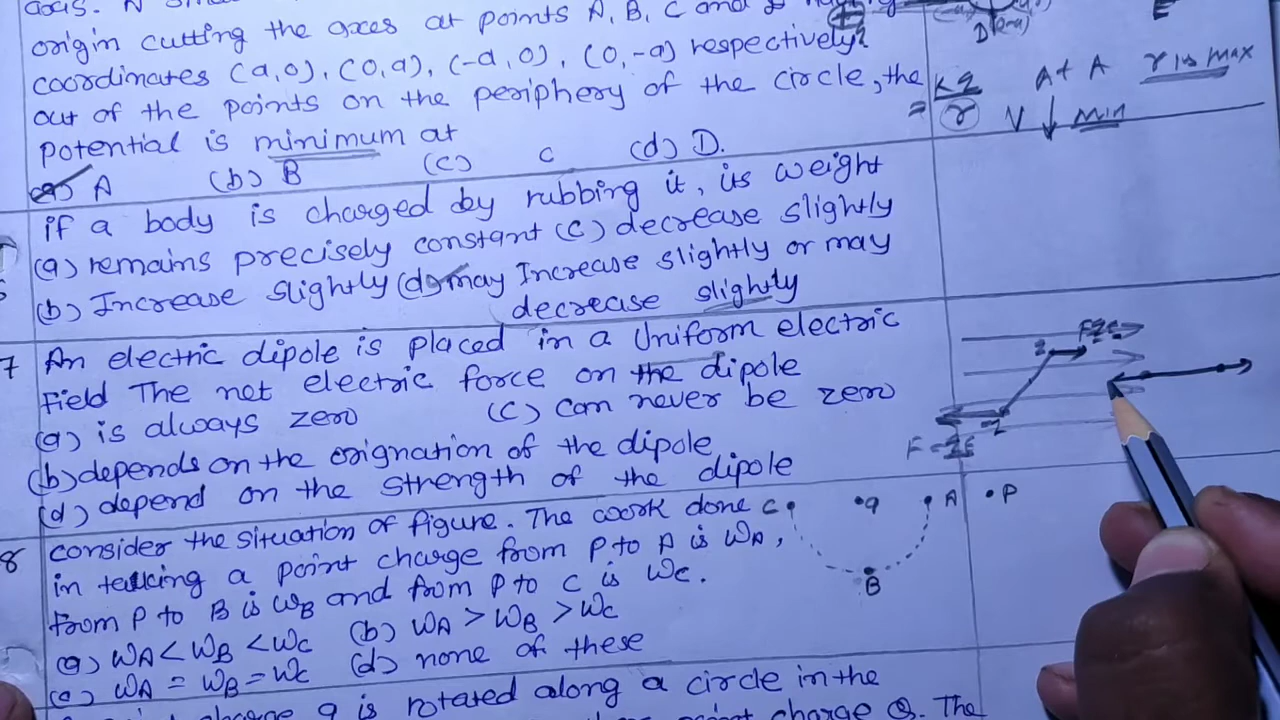 axis. A
origin cutting the axes at points A, B, C and D
coordinates (a,0), (0,a), (-a,0), (0,-a) respectively.
out of the points on the periphery of the circle, the
potential is minimum at
(a) A (b) B (c) C (d) D.
if a body is charged by rubbing it, its weight
(a) remains precisely constant (c) decrease slightly
(b) Increase slightly (d) may Increase slightly or may
decrease slightly
7 An electric dipole is placed in a Uniform electric
field The net electric force on the dipole
(a) is always zero (c) can never be zero
(b) depends on the orignation of the dipole
(d) depend on the strength of the dipole
8 consider the situation of figure. The work done
in taking a point charge from P to A is WA,
from P to B is WB and from P to C is Wc.
(a) WA < WB < Wc (b) WA > WB > Wc
(c) WA = WB = Wc (d) none of these
q is rotated along a circle in the
point charge Q. The
D
= Kq/r
At A r is max
V ↓ Min
C q A P
B